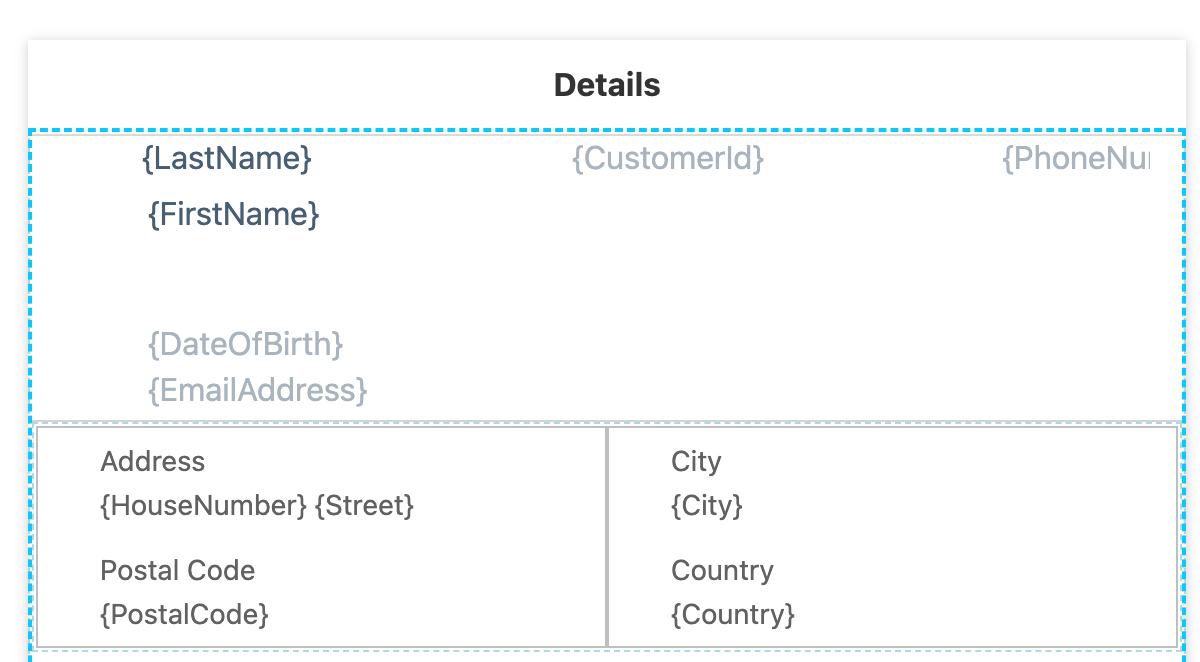 Details
{LastName} {CustomerId} {PhoneNu
{FirstName}
{DateOfBirth}
{EmailAddress}
Address
{HouseNumber} {Street}
City
{City}
Postal Code
{PostalCode}
Country
{Country}